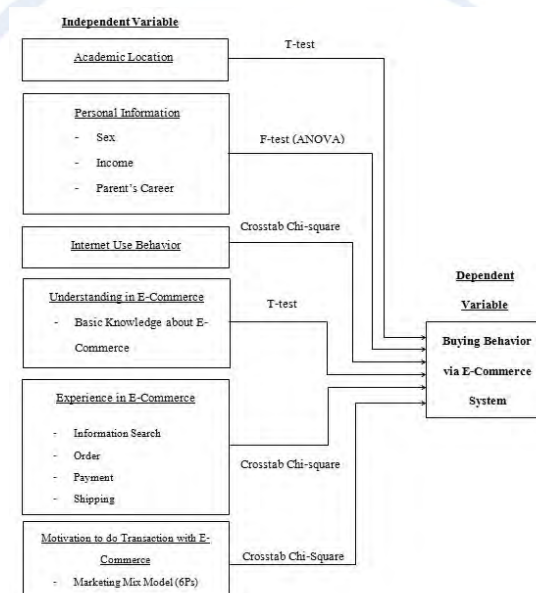 Independent Variable
Academic Location
T-test
Personal Information
- Sex
- Income
- Parent's Career
F-test (ANOVA)
Internet Use Behavior
Crosstab Chi-square
Understanding in E-Commerce
- Basic Knowledge about E-
Commerce
T-test
Experience in E-Commerce
- Information Search
- Order
- Payment
- Shipping
Crosstab Chi-square
Motivation to do Transaction with E-
Commerce
- Marketing Mix Model (6Ps)
Crosstab Chi-Square
Dependent
Variable
Buying Behavior
via E-Commerce
System